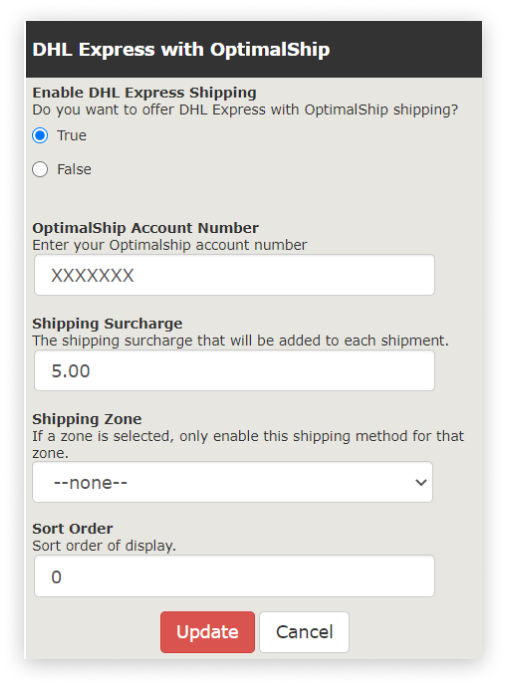 DHL Express with OptimalShip
Enable DHL Express Shipping
Do you want to offer DHL Express with OptimalShip shipping?
True
False
OptimalShip Account Number
Enter your Optimalship account number
XXXXXXX
Shipping Surcharge
The shipping surcharge that will be added to each shipment.
5.00
Shipping Zone
If a zone is selected, only enable this shipping method for that
zone.
--none--
Sort Order
Sort order of display.
0
Update Cancel